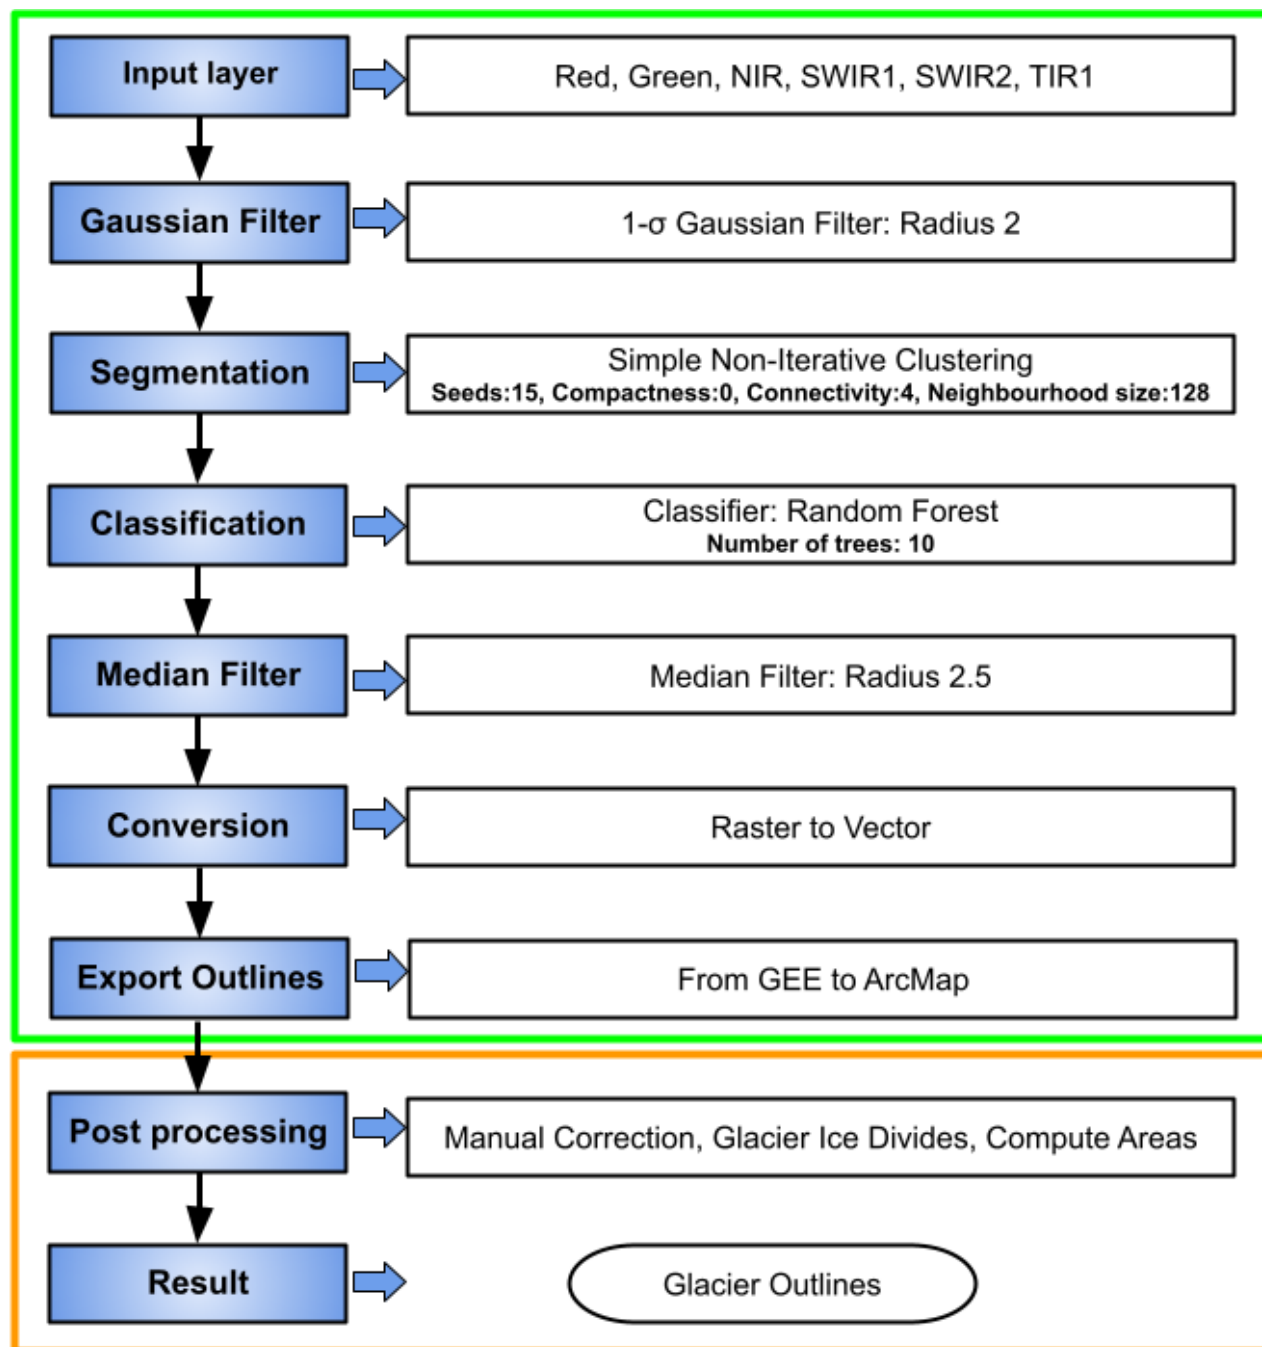 Input layer
Red, Green, NIR, SWIR1, SWIR2, TIR1
Gaussian Filter
1-σ Gaussian Filter: Radius 2
Segmentation
Simple Non-Iterative Clustering
Seeds:15, Compactness:0, Connectivity:4, Neighbourhood size:128
Classification
Classifier: Random Forest
Number of trees: 10
Median Filter
Median Filter: Radius 2.5
Conversion
Raster to Vector
Export Outlines
From GEE to ArcMap
Post processing
Manual Correction, Glacier Ice Divides, Compute Areas
Result
Glacier Outlines